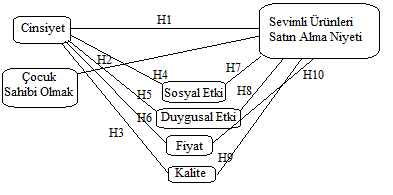 Cinsiyet
H1
Sevimli Ürünleri
Satın Alma Niyeti
H2
Çocuk
Sahibi Olmak
H4
H7
H10
H5
Sosyal Etki
H8
H6
Duygusal Etki
H3
Fiyat
H9
Kalite